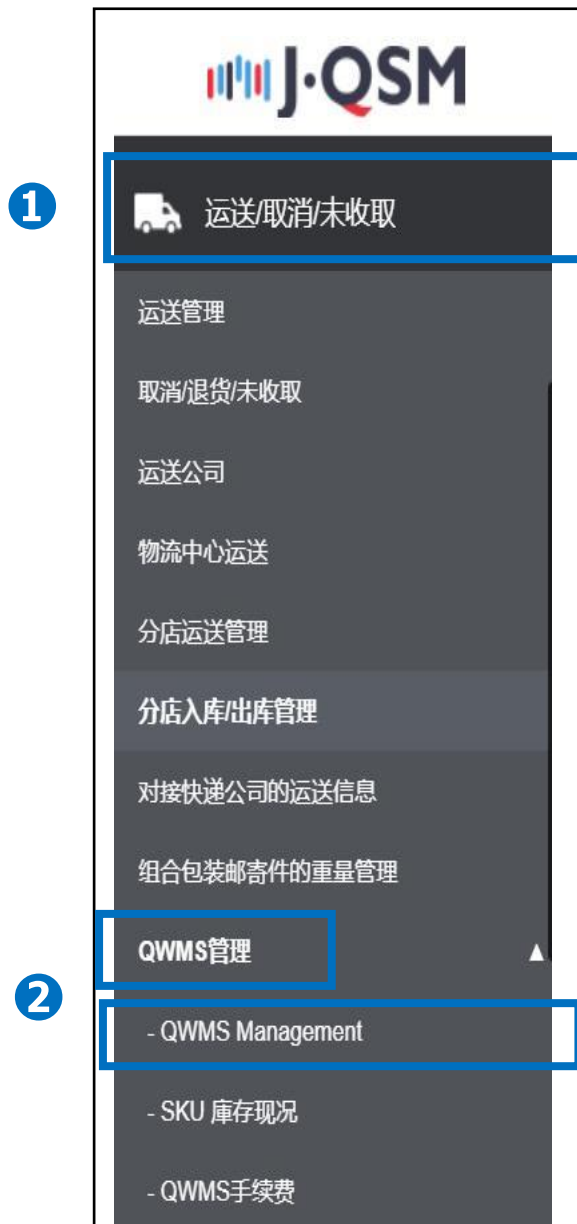 J·QSM
1
运送/取消/未收取
运送管理
取消/退货/未收取
运送公司
物流中心运送
分店运送管理
分店入库/出库管理
对接快递公司的运送信息
组合包装邮寄件的重量管理
QWMS管理 ▲
2
- QWMS Management
- SKU 庫存现况
- QWMS手续费